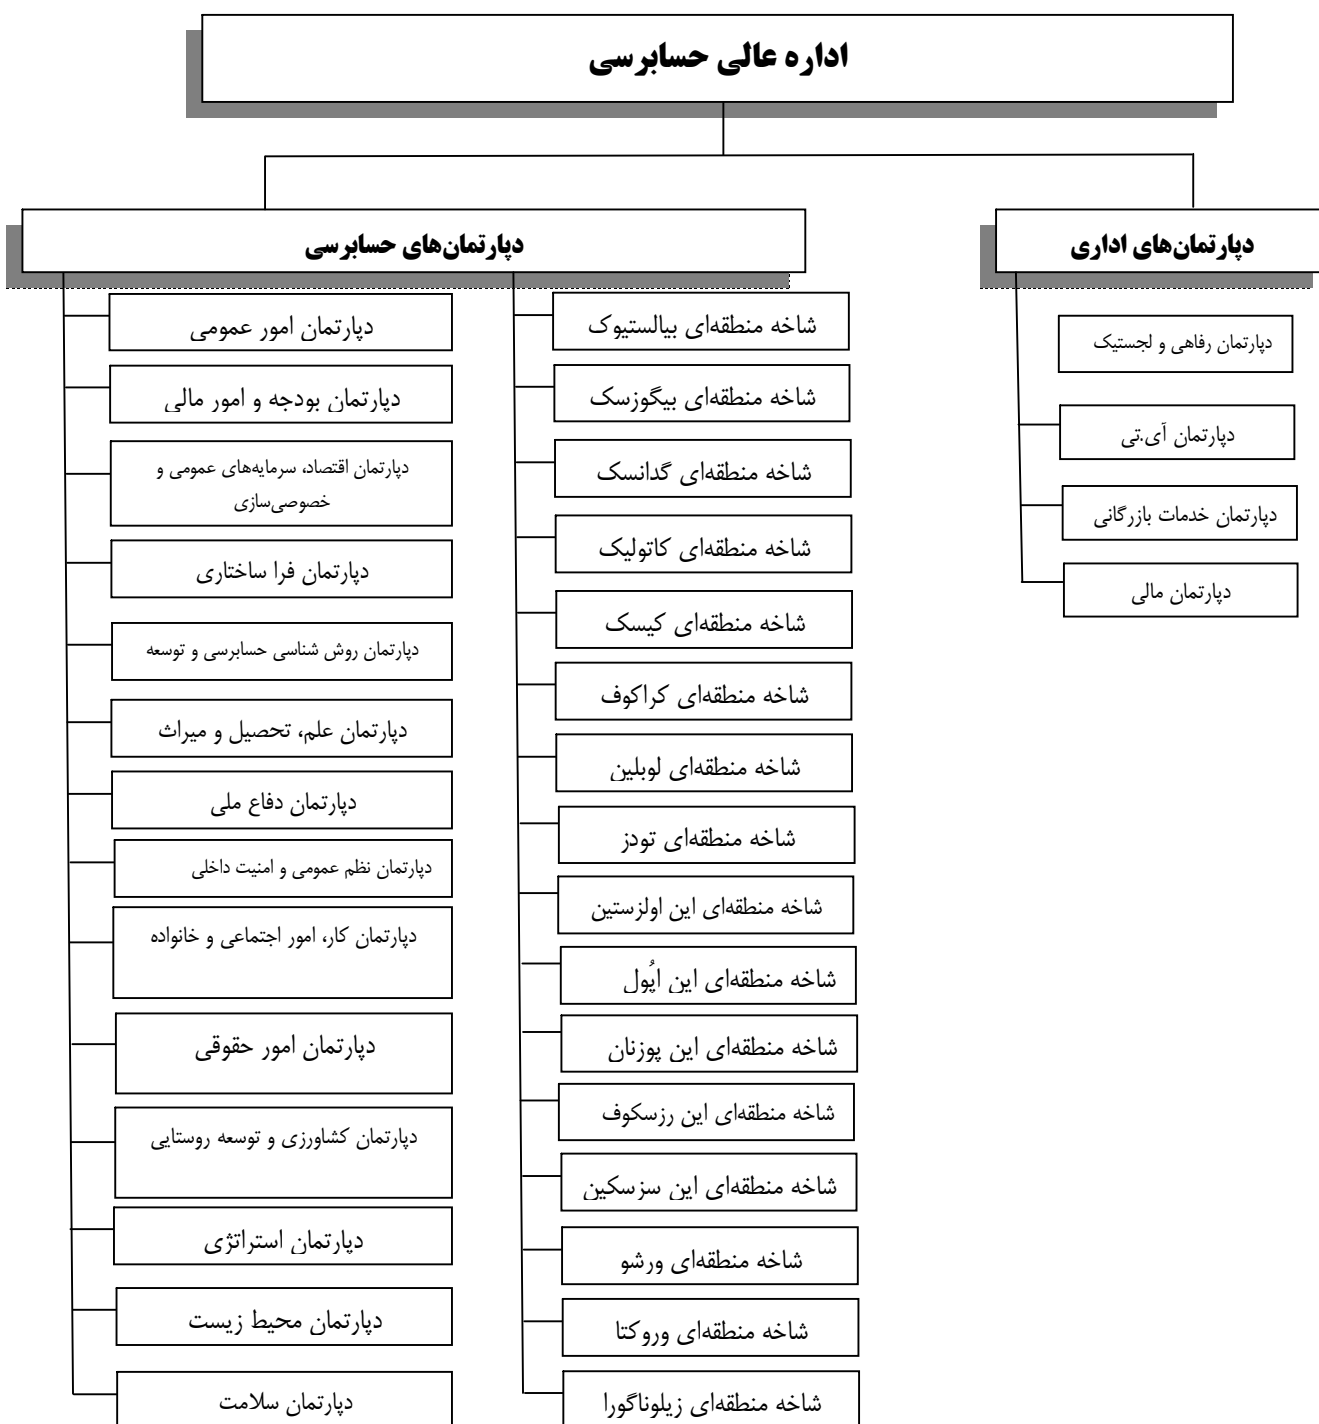 اداره عالی حسابرسی
دپارتمان‌های اداری
دپارتمان‌های حسابرسی
دپارتمان رفاهی و لجستیک
دپارتمان آی.تی
دپارتمان خدمات بازرگانی
دپارتمان مالی
شاخه منطقه‌ای بیالستیوک
شاخه منطقه‌ای بیگوزسک
شاخه منطقه‌ای گدانسک
شاخه منطقه‌ای کاتولیک
شاخه منطقه‌ای کیسک
شاخه منطقه‌ای کراکوف
شاخه منطقه‌ای لوبلین
شاخه منطقه‌ای تودز
شاخه منطقه‌ای این اولزستین
شاخه منطقه‌ای این اپُول
شاخه منطقه‌ای این پوزنان
شاخه منطقه‌ای این رزسکوف
شاخه منطقه‌ای این سزسکین
شاخه منطقه‌ای ورشو
شاخه منطقه‌ای وروکتا
شاخه منطقه‌ای زیلوناگورا
دپارتمان امور عمومی
دپارتمان بودجه و امور مالی
دپارتمان اقتصاد، سرمایه‌های عمومی و
خصوصی‌سازی
دپارتمان فرا ساختاری
دپارتمان روش شناسی حسابرسی و توسعه
دپارتمان علم، تحصیل و میراث
دپارتمان دفاع ملی
دپارتمان نظم عمومی و امنیت داخلی
دپارتمان کار، امور اجتماعی و خانواده
دپارتمان امور حقوقی
دپارتمان کشاورزی و توسعه روستایی
دپارتمان استراتژی
دپارتمان محیط زیست
دپارتمان سلامت